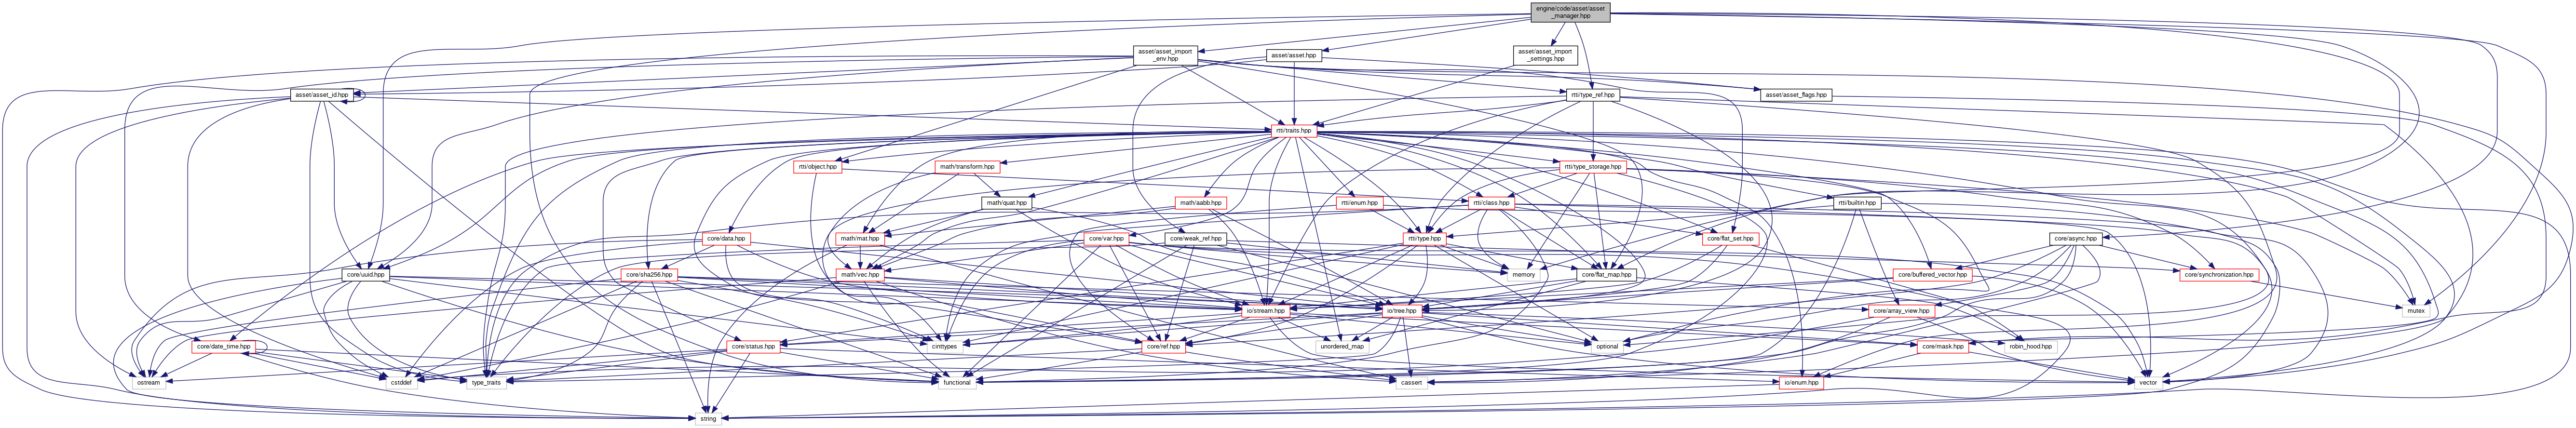 engine/code/asset/asset
_manager.hpp
asset/asset_import
_env.hpp
asset/asset.hpp
asset/asset_import
_settings.hpp
asset/asset_id.hpp
rtti/type_ref.hpp
asset/asset_flags.hpp
rtti/traits.hpp
rtti/object.hpp
math/transform.hpp
rtti/type_storage.hpp
math/quat.hpp
math/aabb.hpp
rtti/enum.hpp
rtti/class.hpp
rtti/builtin.hpp
core/data.hpp
math/mat.hpp
core/var.hpp
core/weak_ref.hpp
rtti/type.hpp
core/flat_set.hpp
core/async.hpp
core/uuid.hpp
core/sha256.hpp
math/vec.hpp
memory
core/flat_map.hpp
core/buffered_vector.hpp
core/synchronization.hpp
io/stream.hpp
io/tree.hpp
core/array_view.hpp
mutex
core/date_time.hpp
core/status.hpp
cinttypes
core/ref.hpp
unordered_map
optional
core/mask.hpp
robin_hood.hpp
ostream
cstddef
type_traits
functional
cassert
io/enum.hpp
vector
string